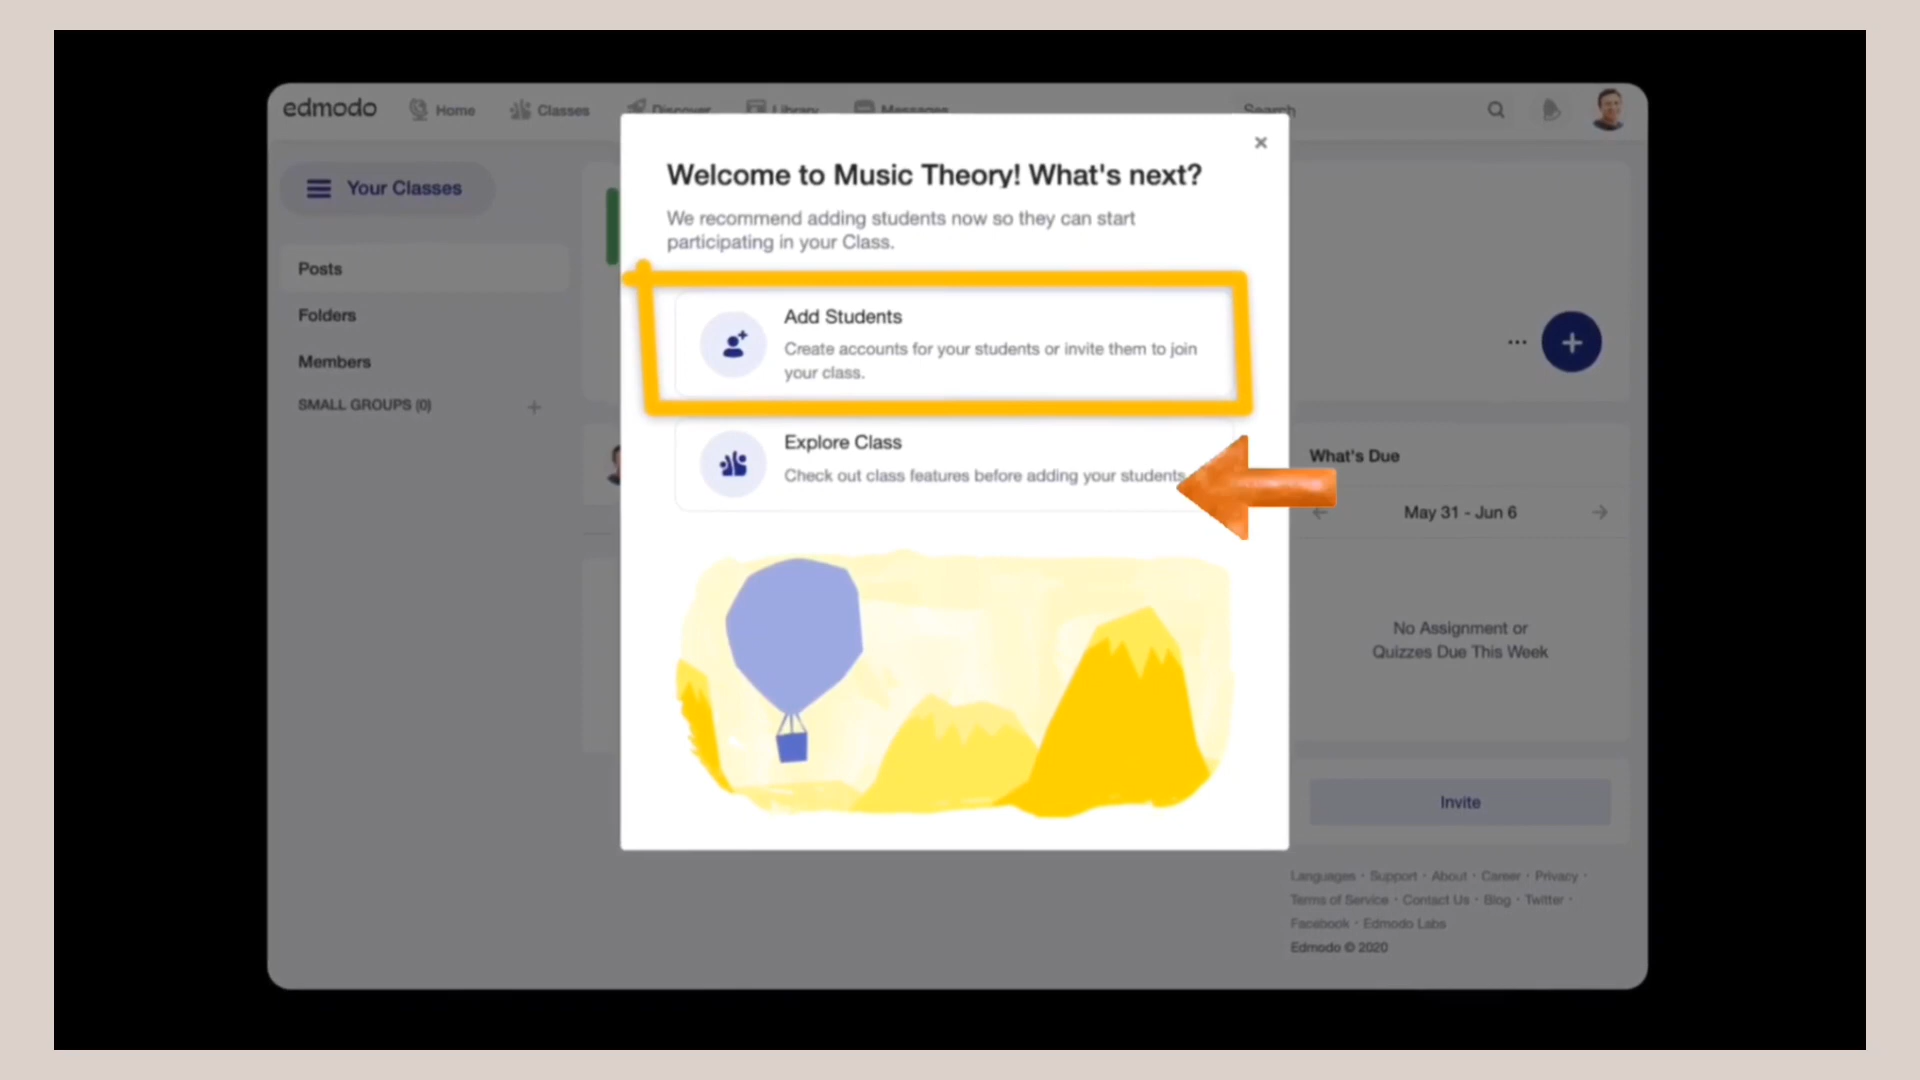 edmodo
Home
Classes
Discover
Library
Messages
Search
Your Classes
Posts
Folders
Members
SMALL GROUPS (0)
Welcome to Music Theory! What's next?
We recommend adding students now so they can start
participating in your Class.
Add Students
Create accounts for your students or invite them to join
your class.
Explore Class
Check out class features before adding your students
What's Due
May 31 - Jun 6
No Assignment or
Quizzes Due This Week
Invite
Languages · Support · About · Career · Privacy ·
Terms of Service · Contact Us · Blog · Twitter ·
Facebook · Edmodo Labs
Edmodo © 2020